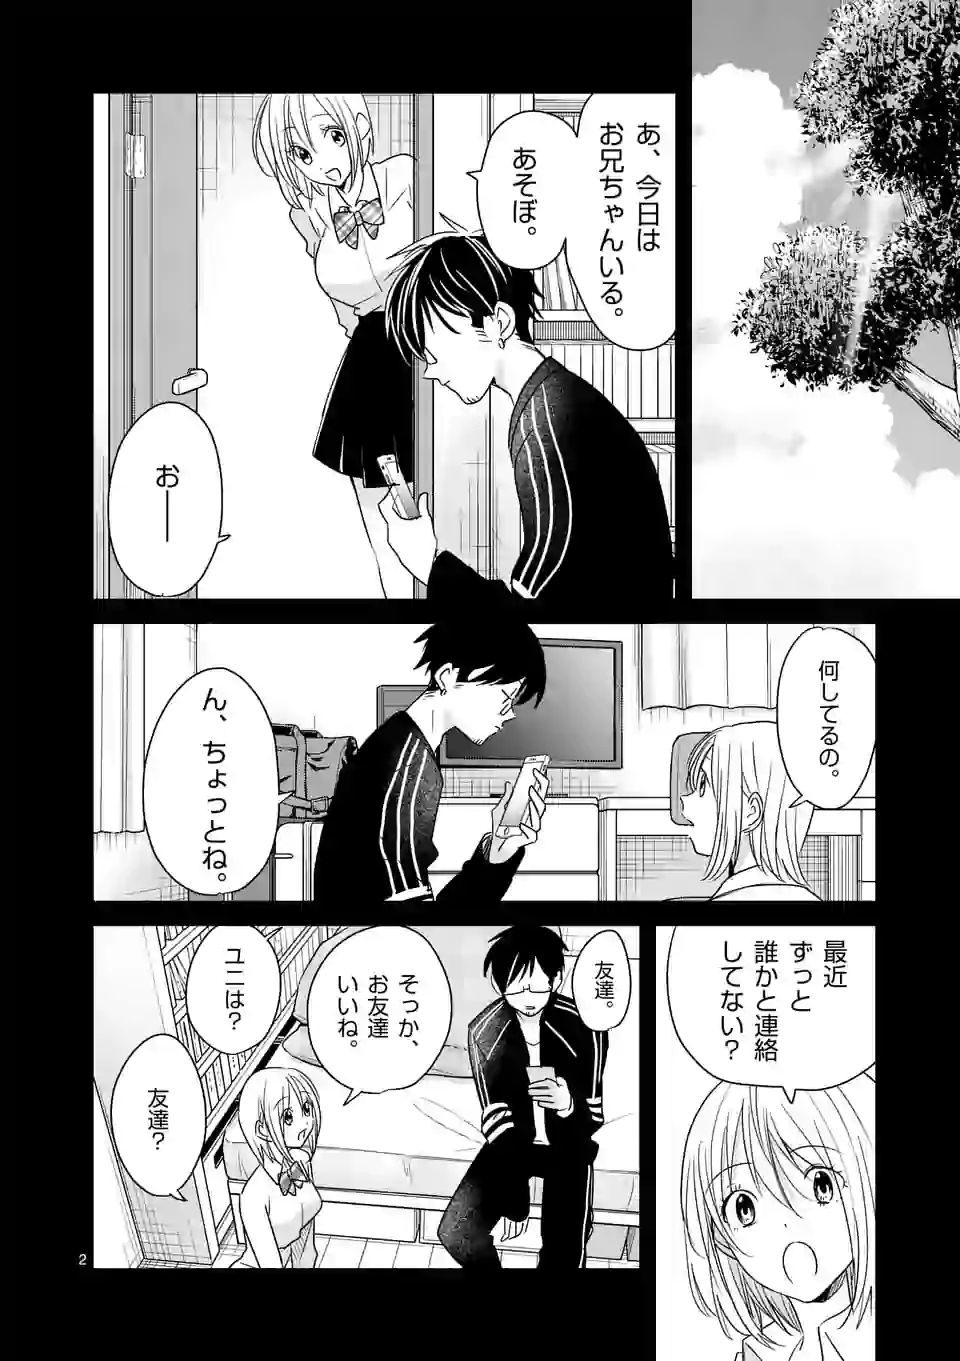 あ、今日は
お兄ちゃんいる。
あそぼ。
おー
何してるの。
ん、ちょっとね。
最近
ずっと
誰かと連絡
してない?
友達。
そっか、
お友達
いいね。
ユニは?
友達?
2